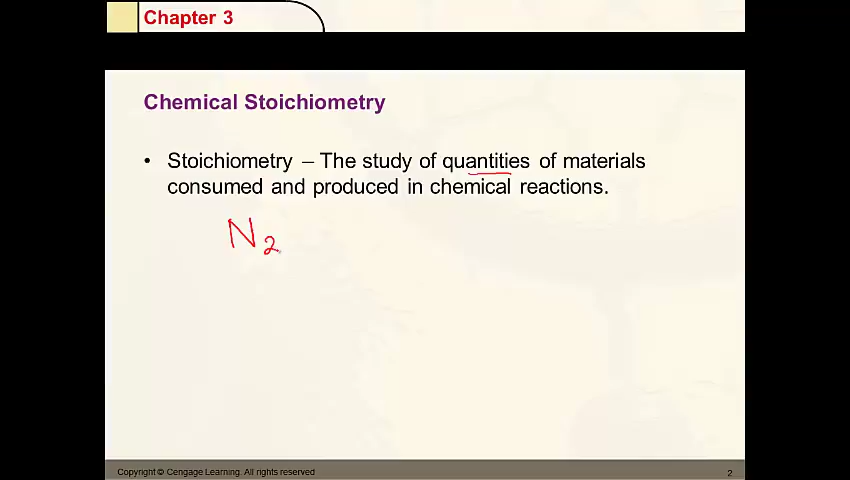 Chapter 3
Chemical Stoichiometry
• Stoichiometry – The study of quantities of materials
consumed and produced in chemical reactions.
N2
Copyright © Cengage Learning. All rights reserved
2